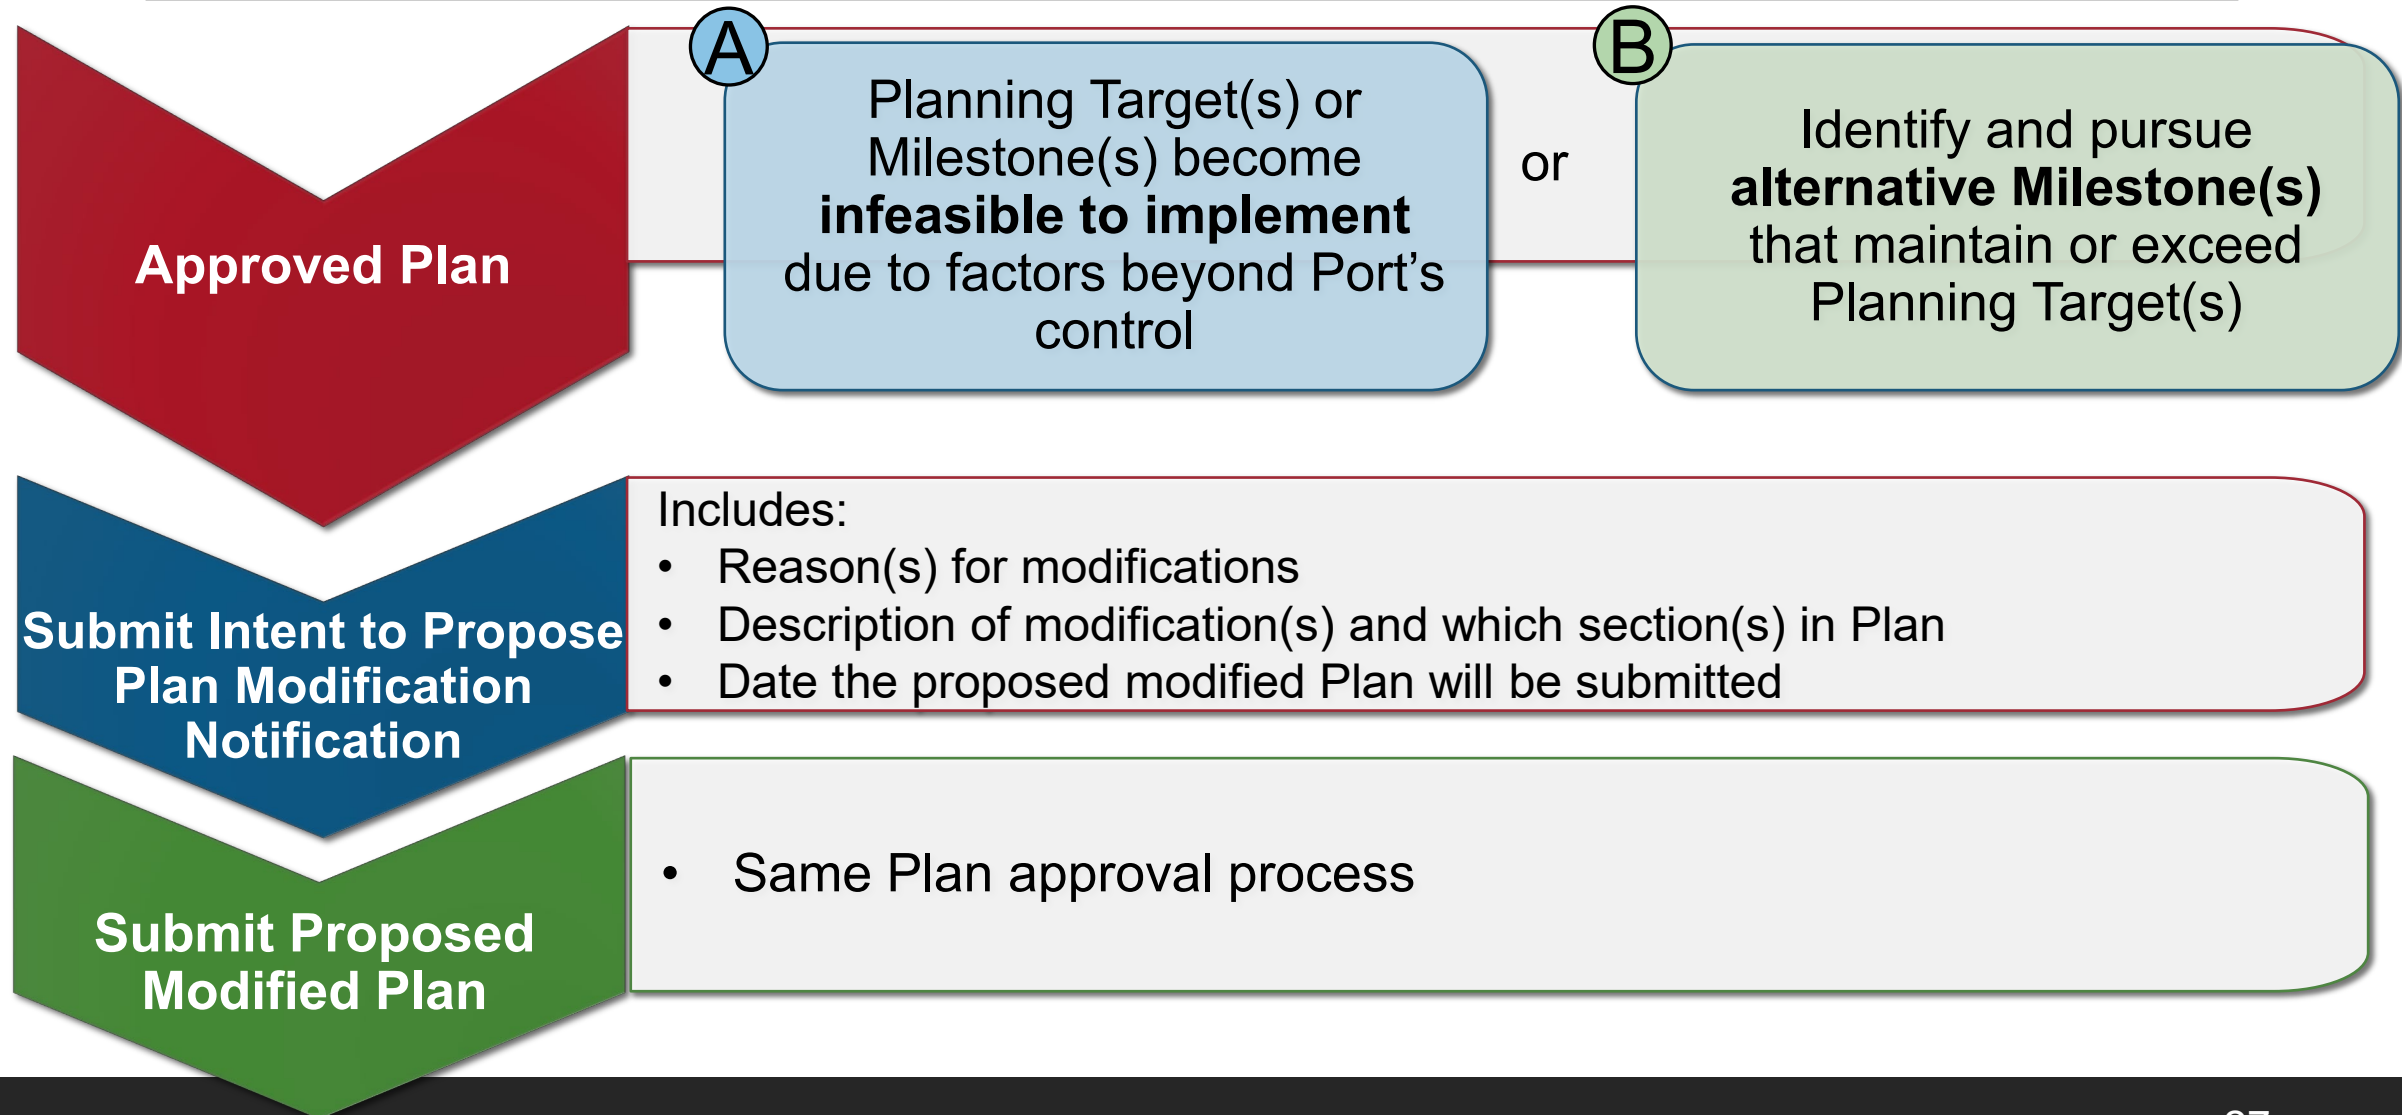 A
Planning Target(s) or
Milestone(s) become
infeasible to implement
due to factors beyond Port’s
control
or
B
Identify and pursue
alternative Milestone(s)
that maintain or exceed
Planning Target(s)
Approved Plan
Submit Intent to Propose
Plan Modification
Notification
Includes:
• Reason(s) for modifications
• Description of modification(s) and which section(s) in Plan
• Date the proposed modified Plan will be submitted
Submit Proposed
Modified Plan
• Same Plan approval process